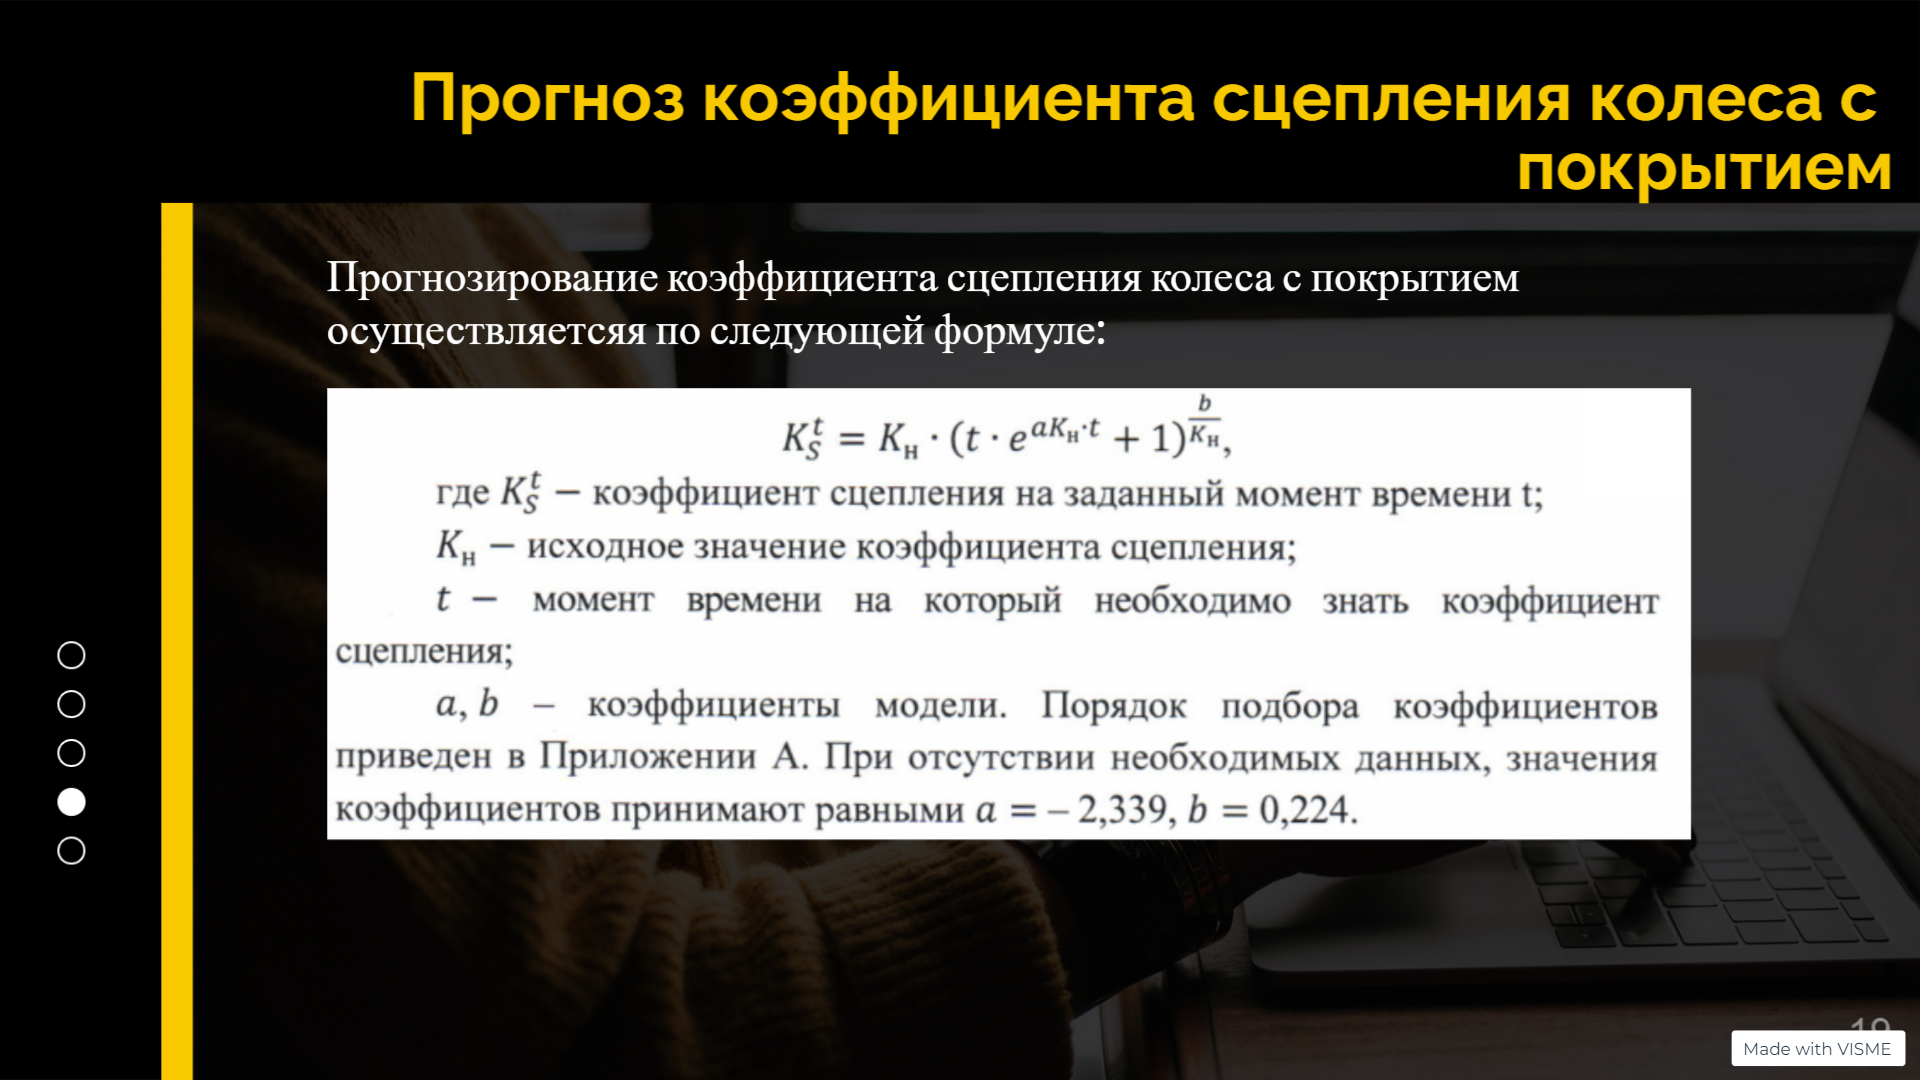 Прогноз коэффициента сцепления колеса с
покрытием
Прогнозирование коэффициента сцепления колеса с покрытием
осуществляетсяя по следующей формуле:
K_S^t = K_н · (t · e^{aK_н·t} + 1)^{b/K_н},
где K_S^t – коэффициент сцепления на заданный момент времени t;
K_н – исходное значение коэффициента сцепления;
t – момент времени на который необходимо знать коэффициент
сцепления;
a, b – коэффициенты модели. Порядок подбора коэффициентов
приведен в Приложении А. При отсутствии необходимых данных, значения
коэффициентов принимают равными a = – 2,339, b = 0,224.
Made with VISME